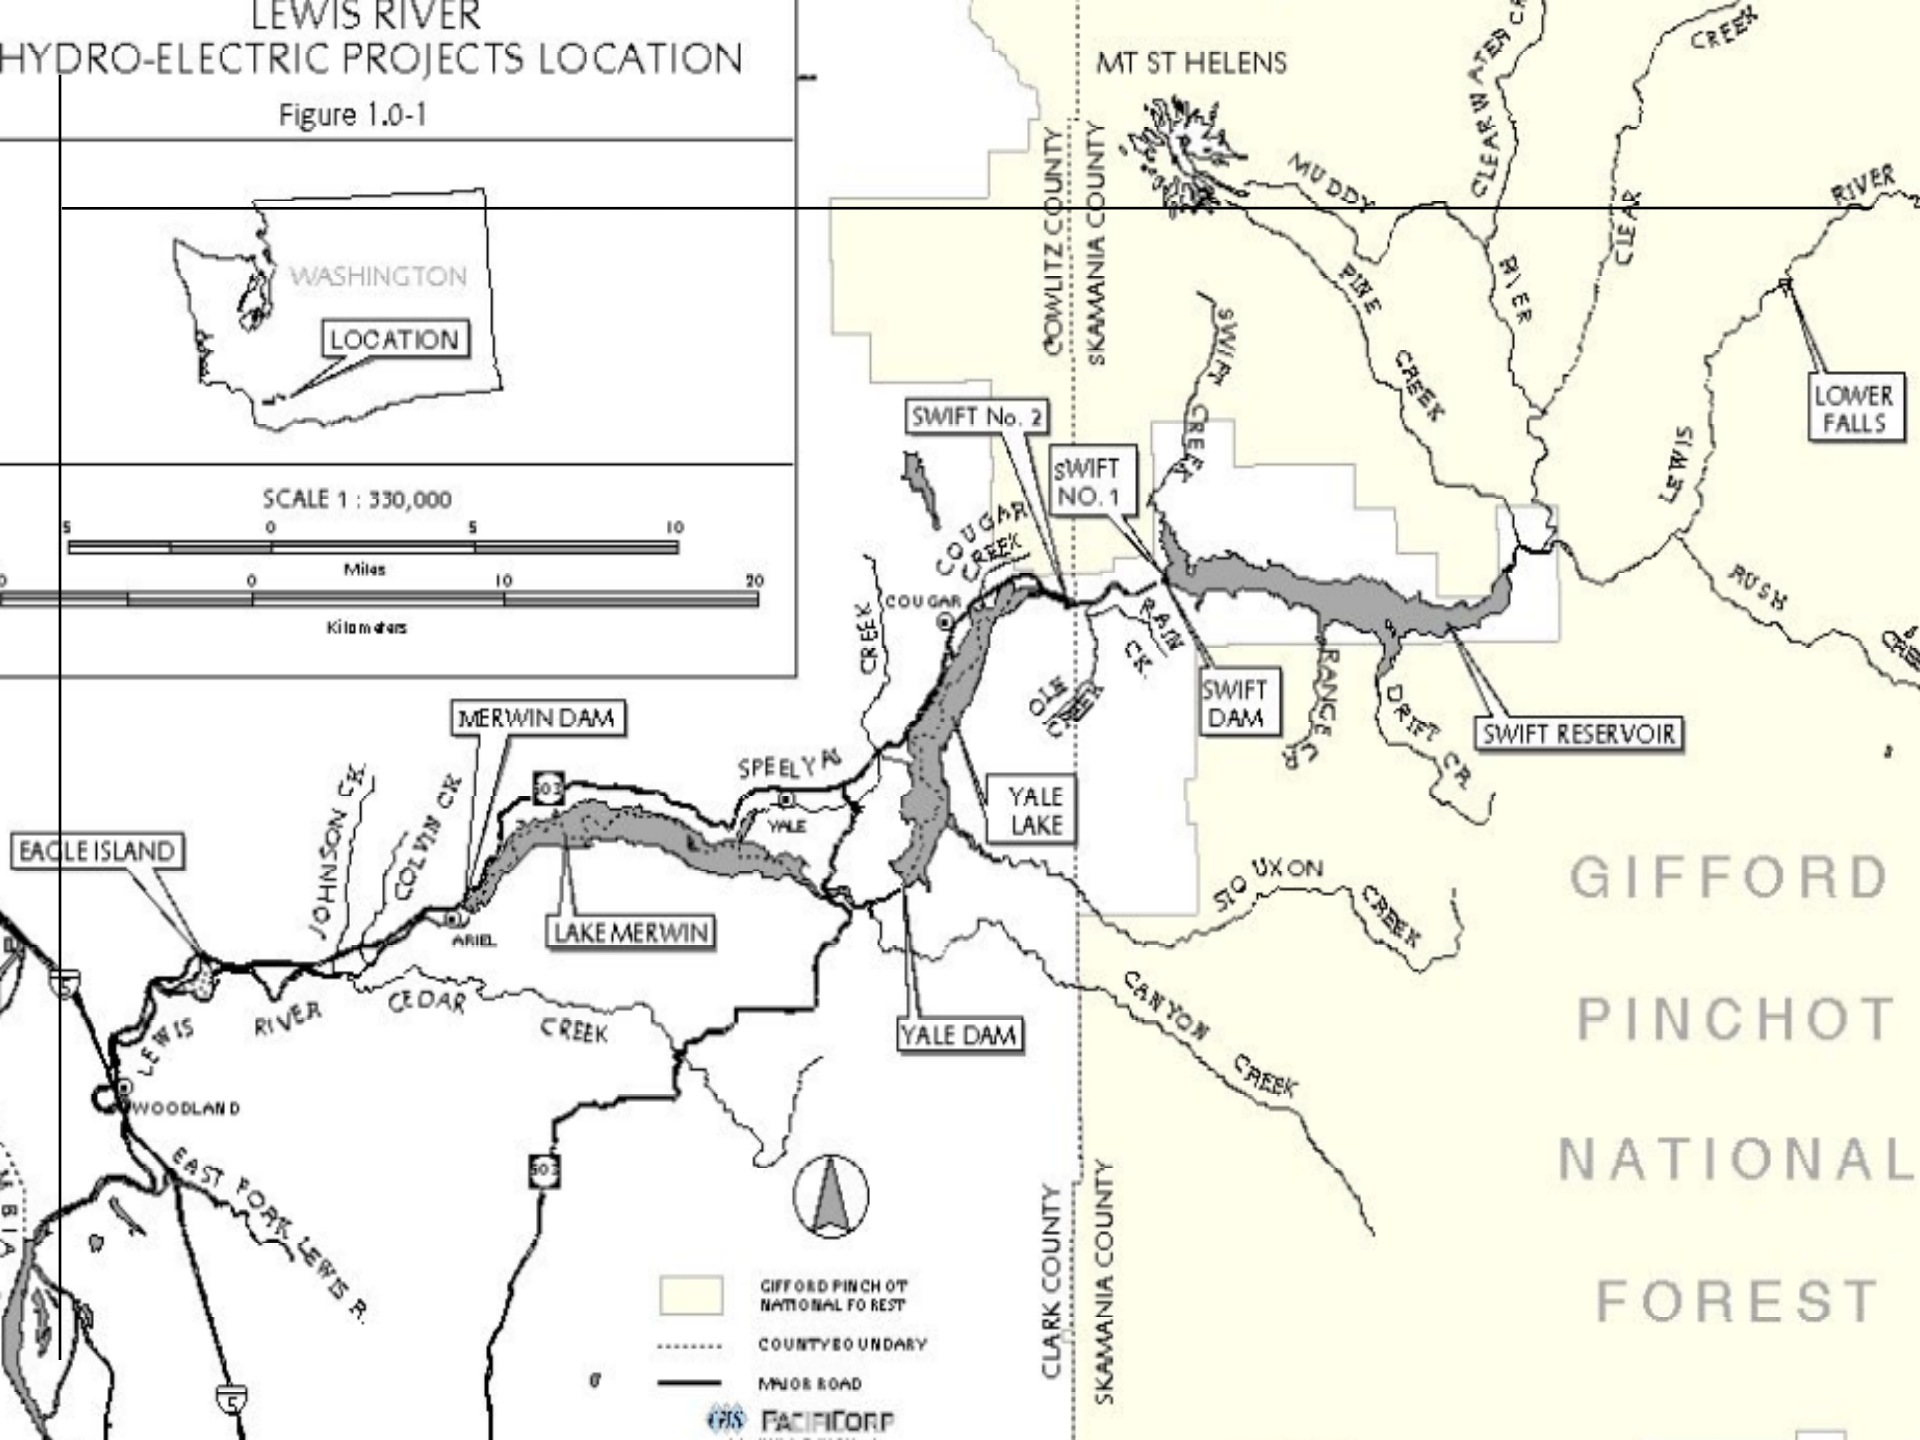 LEWIS RIVER
HYDRO-ELECTRIC PROJECTS LOCATION
Figure 1.0-1
WASHINGTON
LOCATION
SCALE 1 : 330,000
5 0 5 10
Miles
0 0 10 20
Kilometers
MT ST HELENS
COWLITZ COUNTY
SKAMANIA COUNTY
MUDDY
RIVER
CLEARWATER
CLEAR
CREEK
RIVER
PINE
CREEK
SWIFT CREEK
LEWIS
LOWER
FALLS
RUSH
SWIFT No. 2
SWIFT
NO. 1
COUGAR
CREEK
COUGAR
CREEK
RAIN
CK.
OLE
CREEK
SWIFT
DAM
RANGE
CR
DRIFT CR.
SWIFT RESERVOIR
MERWIN DAM
503
SPEELYAI
YALE
YALE
LAKE
EAGLE ISLAND
JOHNSON CK
COLVIN CK
ARIEL
LAKE MERWIN
SIOUXON
CREEK
GIFFORD
PINCHOT
NATIONAL
FOREST
5
LEWIS
RIVER
CEDAR
CREEK
YALE DAM
CANYON
CREEK
WOODLAND
EAST FORK LEWIS R.
503
CLARK COUNTY
SKAMANIA COUNTY
MBIA
5
GIFFORD PINCHOT
NATIONAL FOREST
COUNTY BOUNDARY
MAJOR ROAD
GIS PACIFICORP